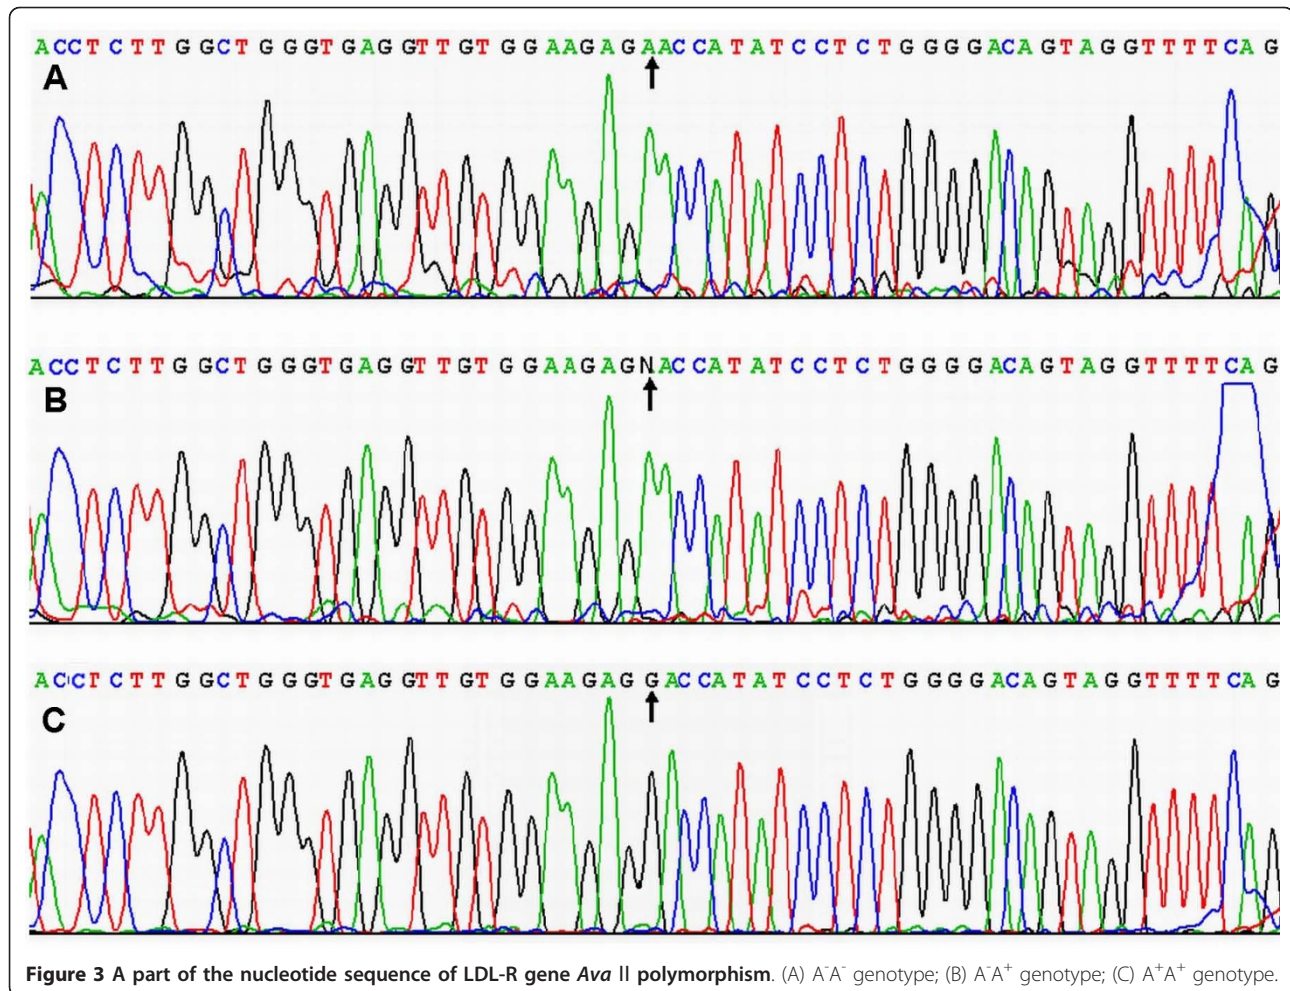 ACCTCTTGGCTGGGTGAGGTTGTGGAAGAGAACCATATCCTCTGGGGACAGTAGGTTTTCAG
A
ACCTCTTGGCTGGGTGAGGTTGTGGAAGAGNACCATATCCTCTGGGGACAGTAGGTTTTCAG
B
ACCTCTTGGCTGGGTGAGGTTGTGGAAGAGGACCATATCCTCTGGGGACAGTAGGTTTTCAG
C
Figure 3 A part of the nucleotide sequence of LDL-R gene Ava II polymorphism. (A) A⁻A⁻ genotype; (B) A⁻A⁺ genotype; (C) A⁺A⁺ genotype.